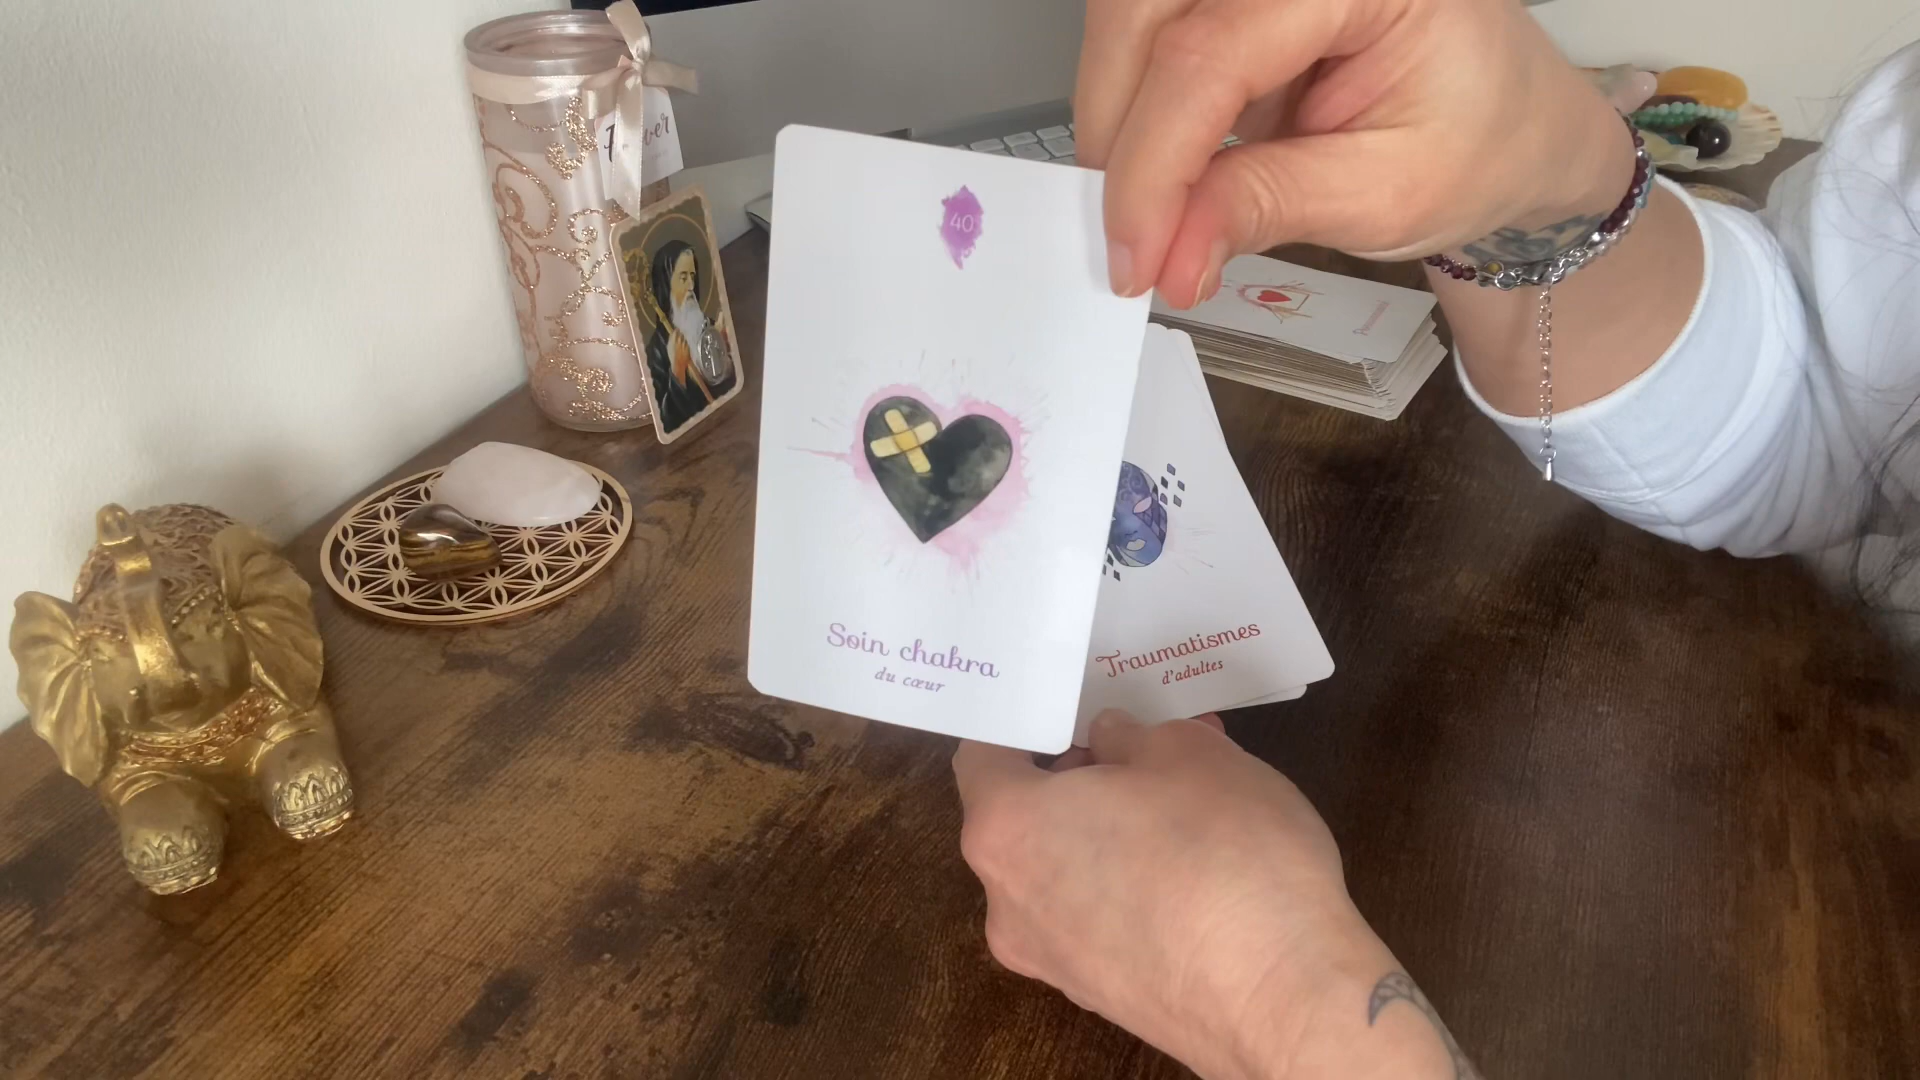 40
Soin chakra
du cœur
Traumatismes
d'adultes